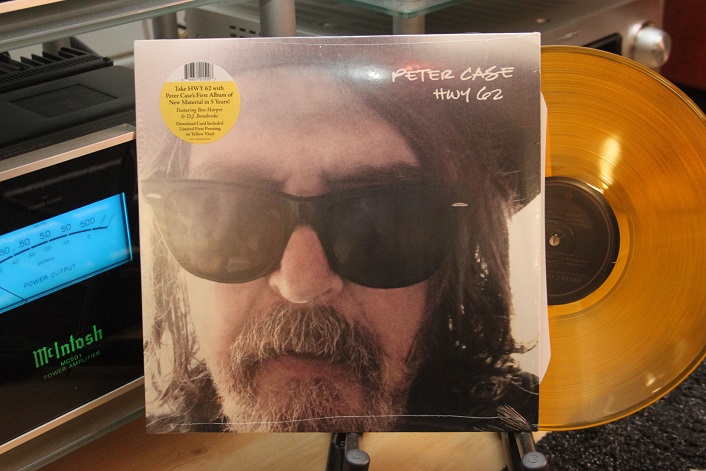 PETER CASE
HWY 62
Take HWY 62 with
Peter Case's First Album of
New Material in 5 Years!
Featuring Ben Harper
& D.J. Bonebrake
Download Card Included
Limited First Pressing
on Yellow Vinyl
POWER OUTPUT
McIntosh
MC501
POWER AMPLIFIER